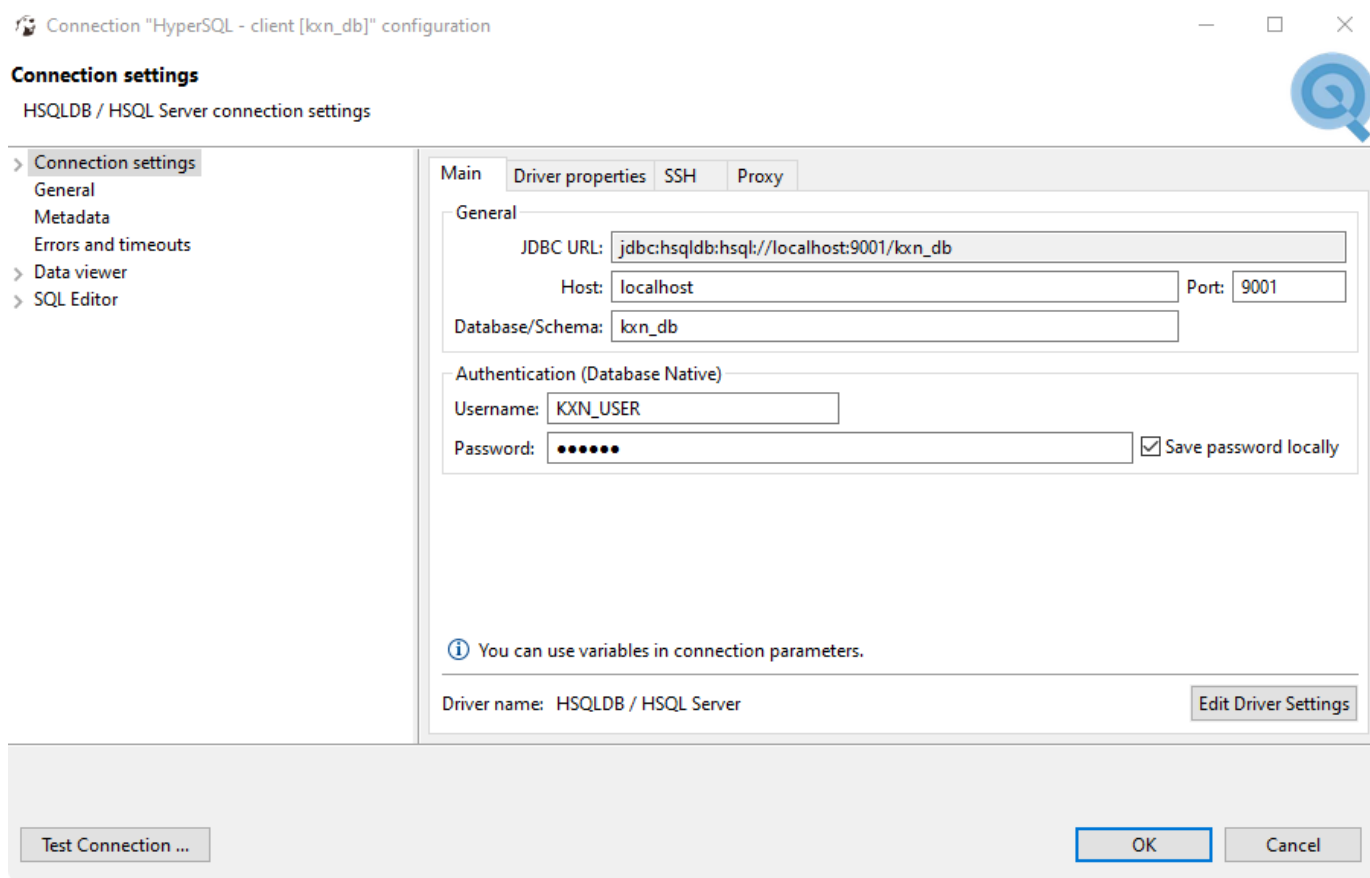 Connection "HyperSQL - client [kxn_db]" configuration
Connection settings
HSQLDB / HSQL Server connection settings
Connection settings
General
Metadata
Errors and timeouts
Data viewer
SQL Editor
Main Driver properties SSH Proxy
General
JDBC URL: jdbc:hsqldb:hsql://localhost:9001/kxn_db
Host: localhost Port: 9001
Database/Schema: kxn_db
Authentication (Database Native)
Username: KXN_USER
Password: ●●●●●● Save password locally
You can use variables in connection parameters.
Driver name: HSQLDB / HSQL Server Edit Driver Settings
Test Connection ... OK Cancel